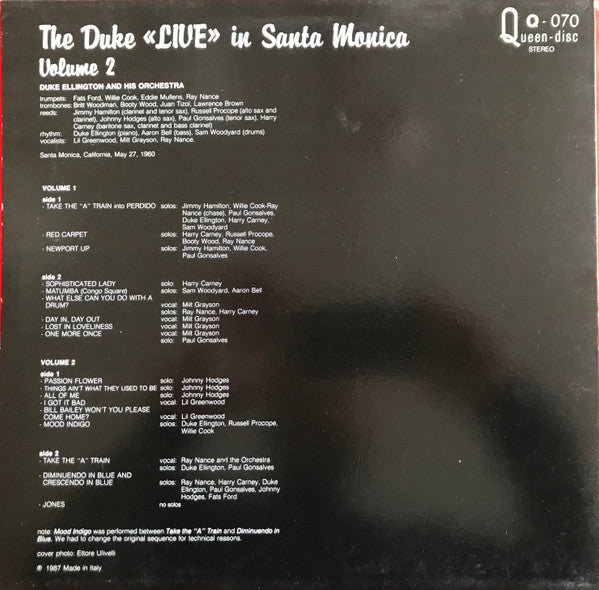 The Duke «LIVE» in Santa Monica
Volume 2
Q Q - 070
Queen-disc
STEREO
DUKE ELLINGTON AND HIS ORCHESTRA
trumpets: Fats Ford, Willie Cook, Eddie Mullens, Ray Nance
trombones: Britt Woodman, Booty Wood, Juan Tizol, Lawrence Brown
reeds: Jimmy Hamilton (clarinet and tenor sax), Russell Procope (alto sax and
clarinet), Johnny Hodges (alto sax), Paul Gonsalves (tenor sax), Harry
Carney (baritone sax, clarinet and bass clarinet)
rhythm: Duke Ellington (piano), Aaron Bell (bass), Sam Woodyard (drums)
vocalists: Lil Greenwood, Milt Grayson, Ray Nance.
Santa Monica, California, May 27, 1960
VOLUME 1
side 1
- TAKE THE "A" TRAIN into PERDIDO solos: Jimmy Hamilton, Willie Cook-Ray
Nance (chase), Paul Gonsalves,
Duke Ellington, Harry Carney,
Sam Woodyard
- RED CARPET solos: Harry Carney, Russell Procope,
Booty Wood, Ray Nance
- NEWPORT UP solos: Jimmy Hamilton, Willie Cook,
Paul Gonsalves
side 2
- SOPHISTICATED LADY solo: Harry Carney
- MATUMBA (Congo Square) solos: Sam Woodyard, Aaron Bell
- WHAT ELSE CAN YOU DO WITH A
DRUM? vocal: Milt Grayson
solos: Ray Nance, Harry Carney
- DAY IN, DAY OUT vocal: Milt Grayson
- LOST IN LOVELINESS vocal: Milt Grayson
- ONE MORE ONCE vocal: Milt Grayson
solo: Paul Gonsalves
VOLUME 2
side 1
- PASSION FLOWER solo: Johnny Hodges
- THINGS AIN'T WHAT THEY USED TO BE solo: Johnny Hodges
- ALL OF ME solo: Johnny Hodges
- I GOT IT BAD vocal: Lil Greenwood
- BILL BAILEY WON'T YOU PLEASE
COME HOME? vocal: Lil Greenwood
- MOOD INDIGO solos: Duke Ellington, Russell Procope,
Willie Cook
side 2
- TAKE THE "A" TRAIN vocal: Ray Nance and the Orchestra
solos: Duke Ellington, Paul Gonsalves
- DIMINUENDO IN BLUE AND
CRESCENDO IN BLUE solos: Ray Nance, Harry Carney, Duke
Ellington, Paul Gonsalves, Johnny
Hodges, Fats Ford
- JONES no solos
note: Mood Indigo was performed between Take the "A" Train and Diminuendo in
Blue. We had to change the original sequence for technical reasons.
cover photo: Ettore Ulivelli
℗ 1987 Made in Italy